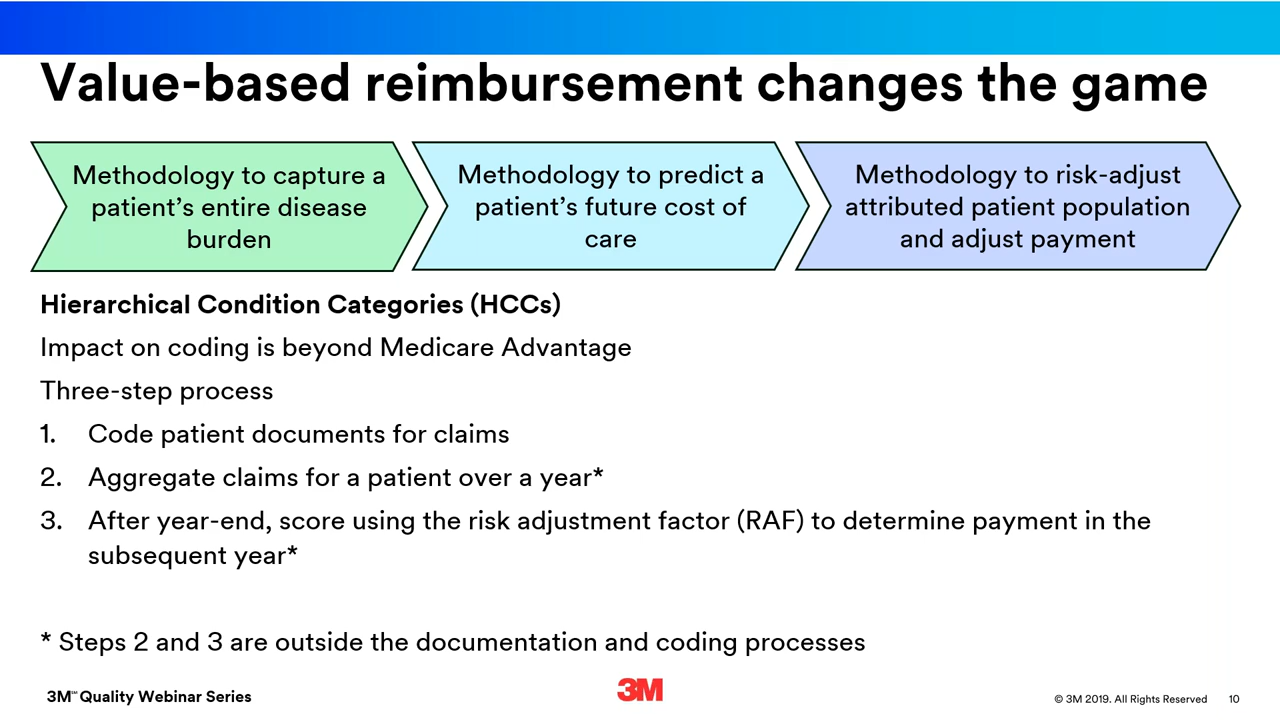 Value-based reimbursement changes the game
Methodology to capture a
patient's entire disease
burden
Methodology to predict a
patient's future cost of
care
Methodology to risk-adjust
attributed patient population
and adjust payment
Hierarchical Condition Categories (HCCs)
Impact on coding is beyond Medicare Advantage
Three-step process
1. Code patient documents for claims
2. Aggregate claims for a patient over a year*
3. After year-end, score using the risk adjustment factor (RAF) to determine payment in the
subsequent year*
* Steps 2 and 3 are outside the documentation and coding processes
3M℠ Quality Webinar Series
3M
© 3M 2019. All Rights Reserved 10